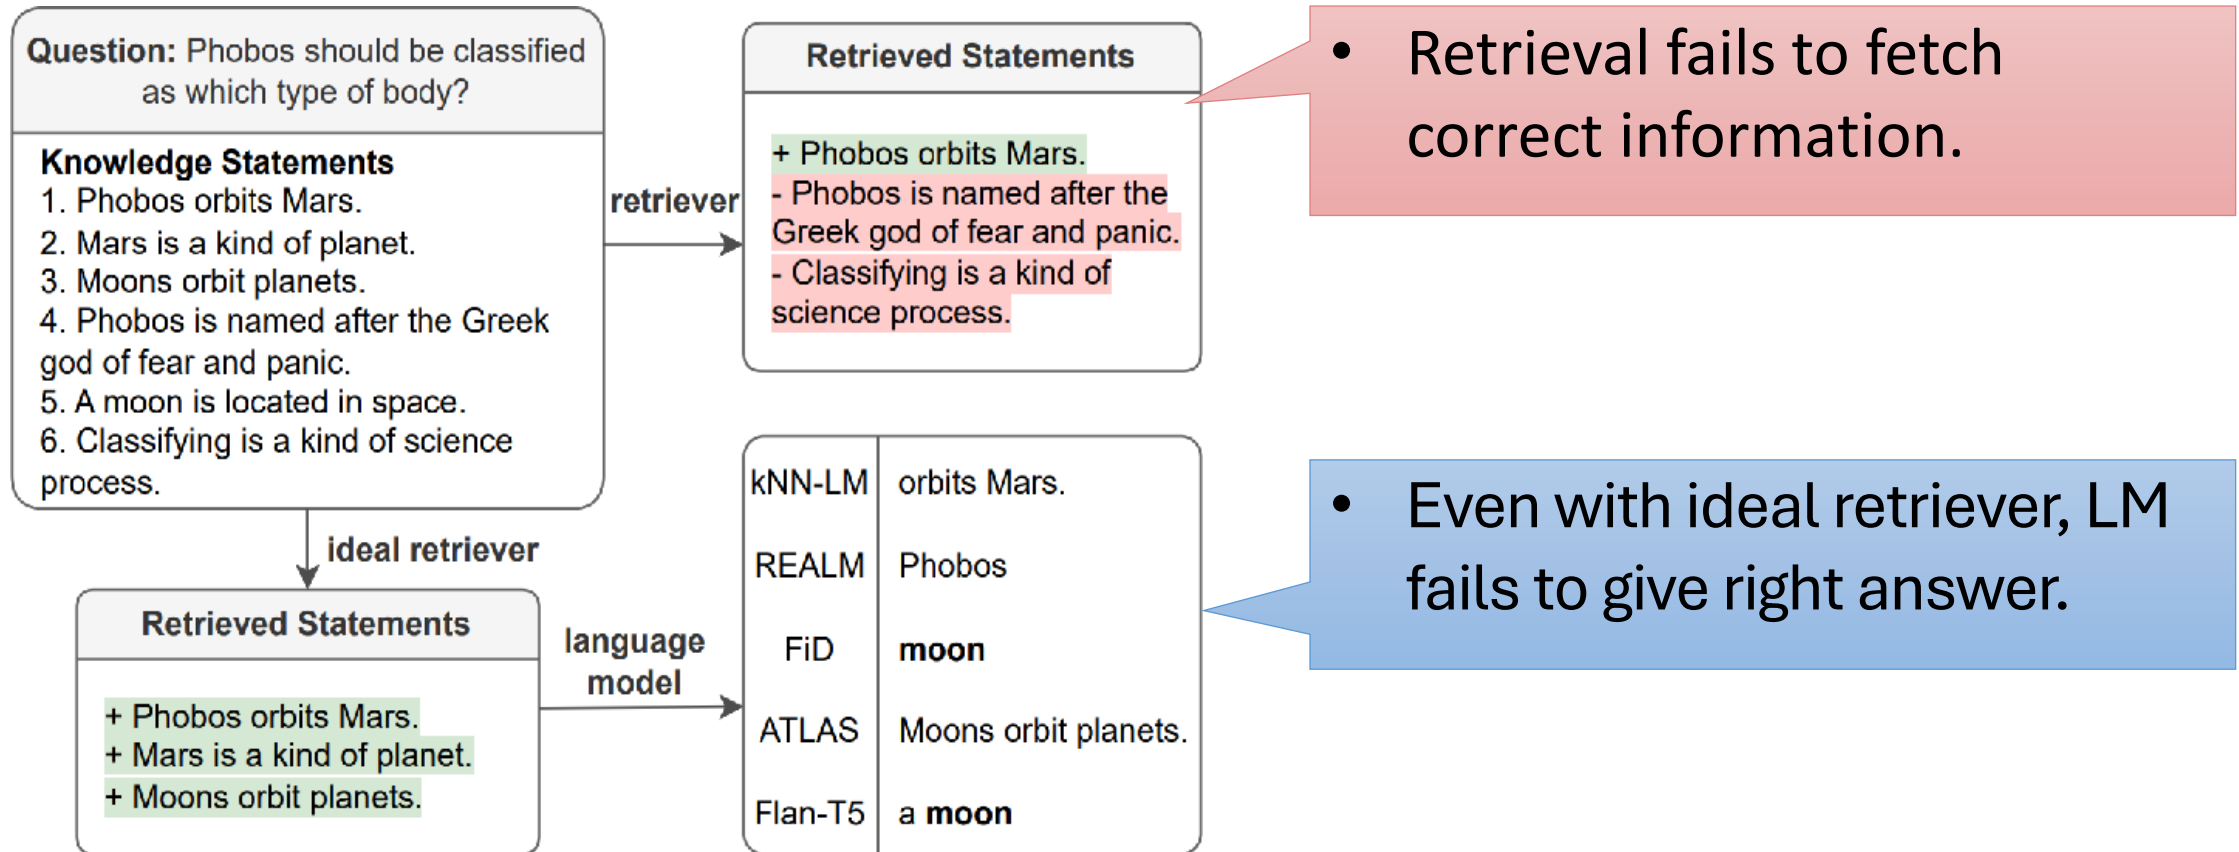 Question: Phobos should be classified
as which type of body?
Knowledge Statements
1. Phobos orbits Mars.
2. Mars is a kind of planet.
3. Moons orbit planets.
4. Phobos is named after the Greek
god of fear and panic.
5. A moon is located in space.
6. Classifying is a kind of science
process.
retriever
Retrieved Statements
+ Phobos orbits Mars.
- Phobos is named after the
Greek god of fear and panic.
- Classifying is a kind of
science process.
• Retrieval fails to fetch
correct information.
ideal retriever
Retrieved Statements
+ Phobos orbits Mars.
+ Mars is a kind of planet.
+ Moons orbit planets.
language
model
kNN-LM orbits Mars.
REALM Phobos
FiD moon
ATLAS Moons orbit planets.
Flan-T5 a moon
• Even with ideal retriever, LM
fails to give right answer.